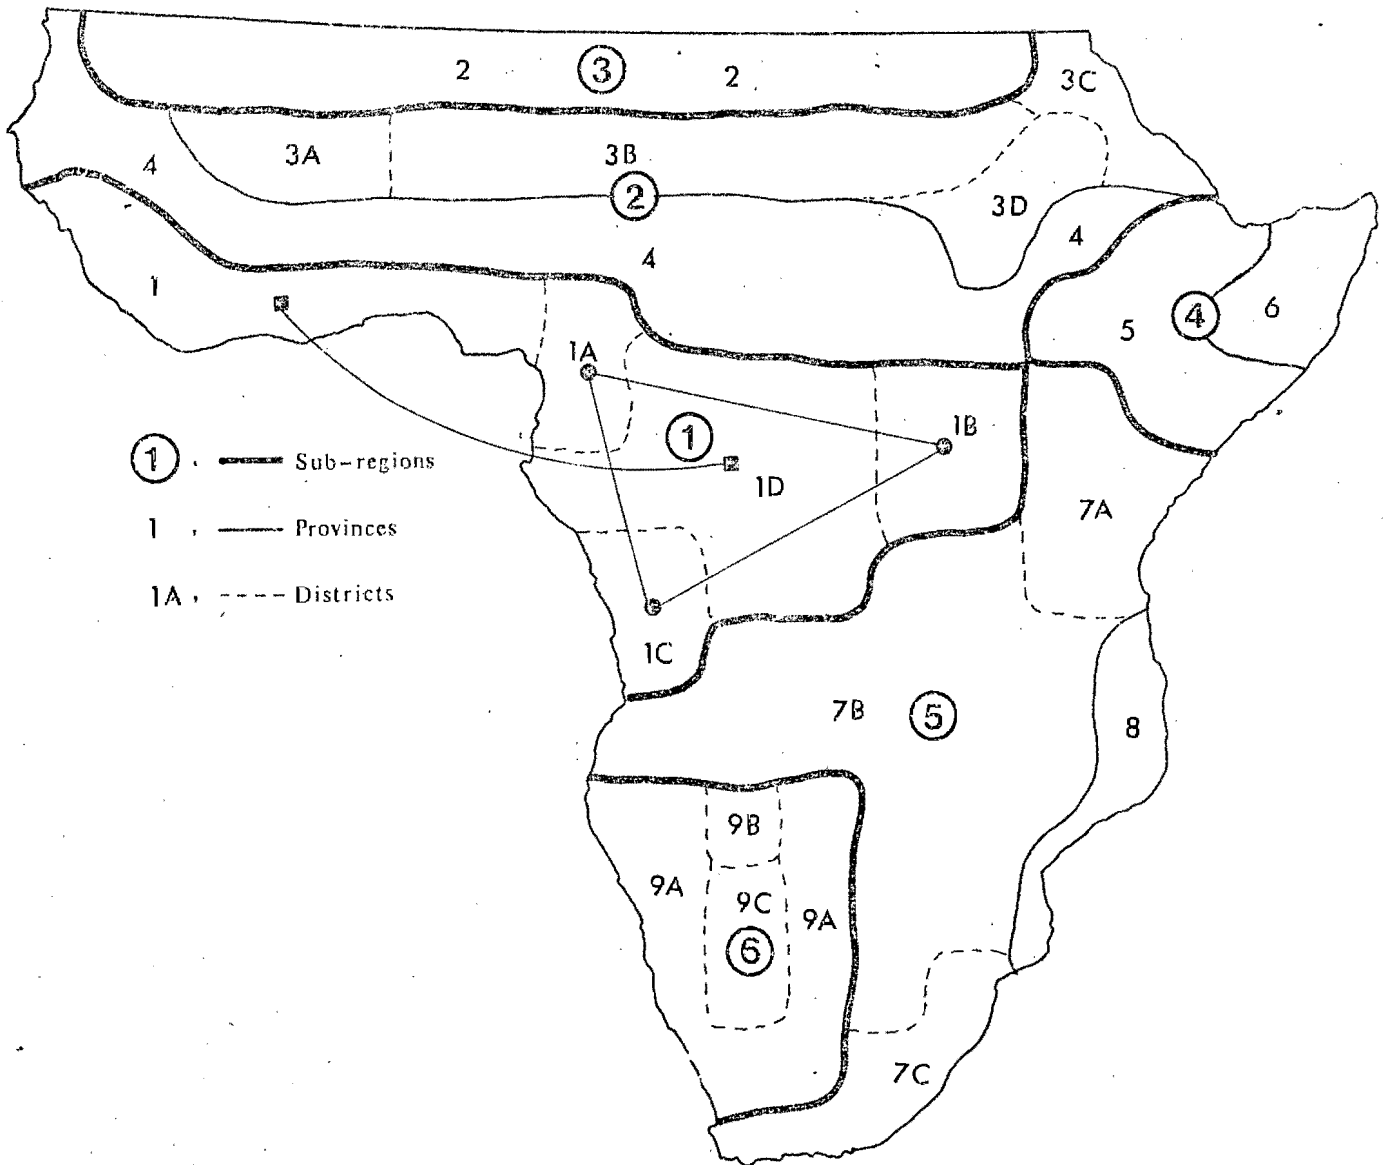 2 3 2
3C
3A 3B
4
2
3D
4
4
1
4
6
5
1A
1B
1
1 , Sub-regions
1D
7A
1 , Provinces
1A , Districts
1C
7B 5
8
9B
9A 9C 9A
6
7C